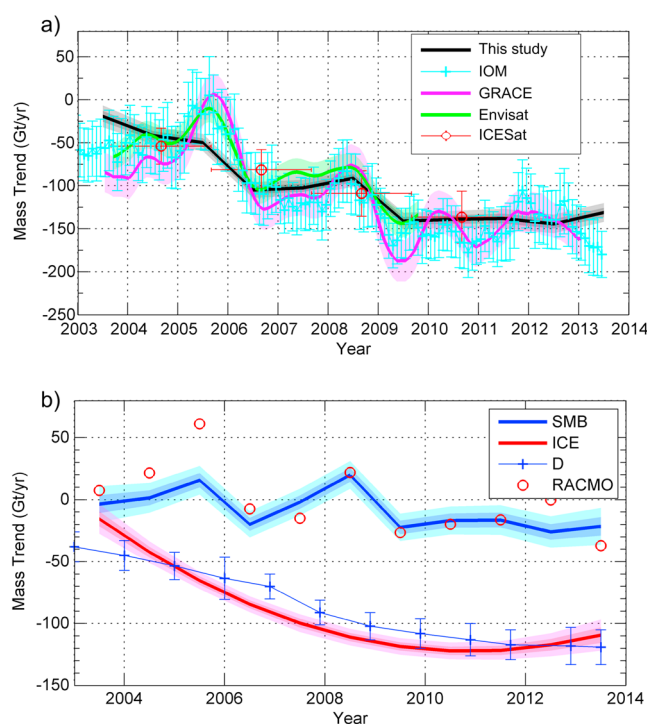 a)
50
0
-50
-100
-150
-200
-250
Mass Trend (Gt/yr)
This study
IOM
GRACE
Envisat
ICESat
2003 2004 2005 2006 2007 2008 2009 2010 2011 2012 2013 2014
Year
b)
50
0
-50
-100
-150
Mass Trend (Gt/yr)
SMB
ICE
D
RACMO
2004 2006 2008 2010 2012 2014
Year